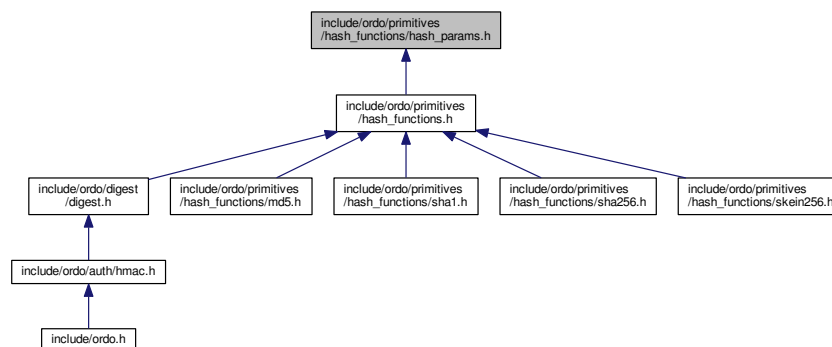 include/ordo/primitives
/hash_functions/hash_params.h
include/ordo/primitives
/hash_functions.h
include/ordo/digest
/digest.h
include/ordo/primitives
/hash_functions/md5.h
include/ordo/primitives
/hash_functions/sha1.h
include/ordo/primitives
/hash_functions/sha256.h
include/ordo/primitives
/hash_functions/skein256.h
include/ordo/auth/hmac.h
include/ordo.h